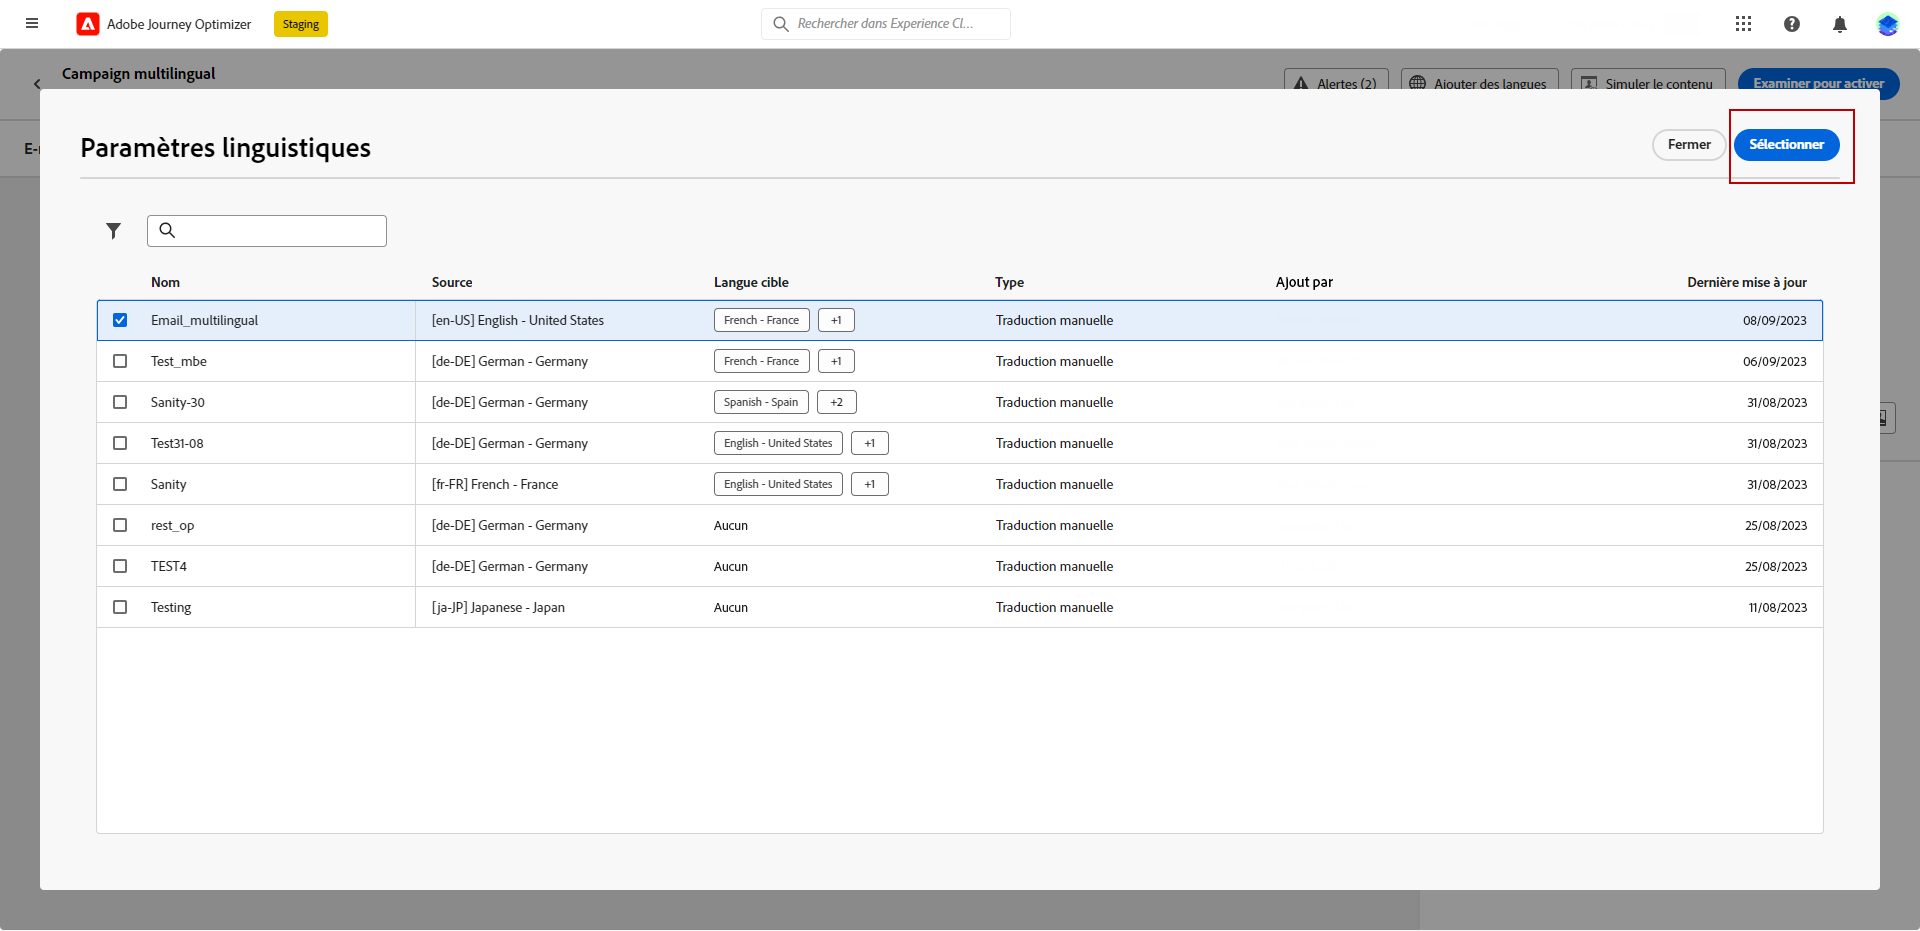 Adobe Journey Optimizer Staging Rechercher dans Experience Cl...
Campaign multilingual
Alertes (2) Ajouter des langues Simuler le contenu Examiner pour activer
Paramètres linguistiques Fermer Sélectionner
Nom Source Langue cible Type Ajout par Dernière mise à jour
Email_multilingual [en-US] English - United States French - France +1 Traduction manuelle 08/09/2023
Test_mbe [de-DE] German - Germany French - France +1 Traduction manuelle 06/09/2023
Sanity-30 [de-DE] German - Germany Spanish - Spain +2 Traduction manuelle 31/08/2023
Test31-08 [de-DE] German - Germany English - United States +1 Traduction manuelle 31/08/2023
Sanity [fr-FR] French - France English - United States +1 Traduction manuelle 31/08/2023
rest_op [de-DE] German - Germany Aucun Traduction manuelle 25/08/2023
TEST4 [de-DE] German - Germany Aucun Traduction manuelle 25/08/2023
Testing [ja-JP] Japanese - Japan Aucun Traduction manuelle 11/08/2023